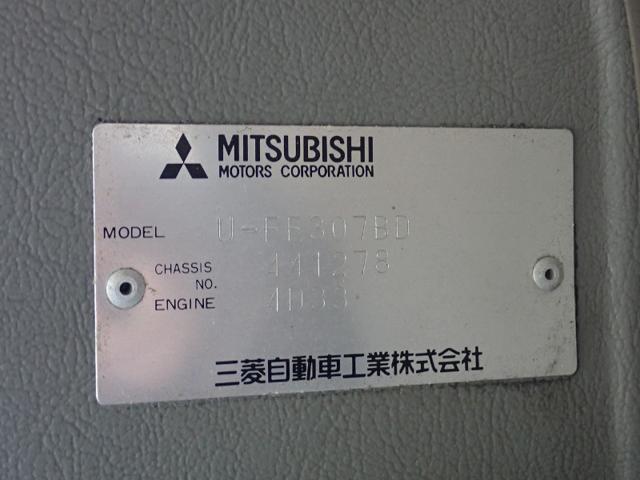 MITSUBISHI
MOTORS CORPORATION
MODEL U-FE307BD
CHASSIS NO. 441278
ENGINE 4D33
三菱自動車工業株式会社